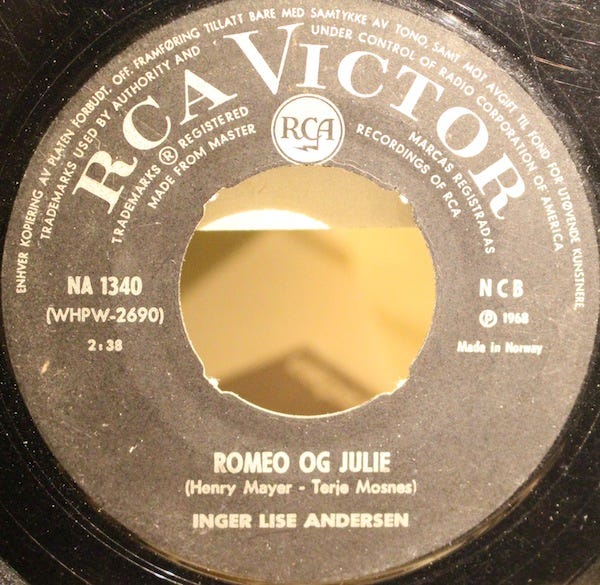 ENHVER KOPIERING AV PLATEN FORBUDT. OFF. FRAMFØRING TILLATT BARE MED SAMTYKKE AV TONO, SAMT MOT AVGIFT TIL FOND FOR UTØVENDE KUNSTNERE
TRADEMARKS USED BY AUTHORITY AND UNDER CONTROL OF RADIO CORPORATION OF AMERICA
RCA VICTOR
TRADEMARKS ® REGISTERED
MARCAS REGISTRADAS
MADE FROM MASTER
RECORDINGS OF RCA
RCA
NA 1340
(WHPW-2690)
2:38
NCB
Ⓟ 1968
Made in Norway
ROMEO OG JULIE
(Henry Mayer - Terje Mosnes)
INGER LISE ANDERSEN